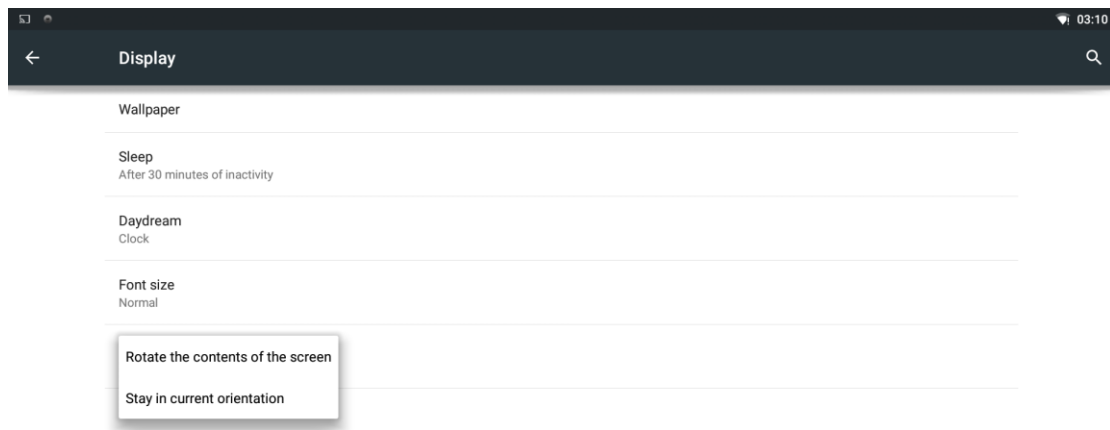 03:10
Display
Wallpaper
Sleep
After 30 minutes of inactivity
Daydream
Clock
Font size
Normal
Rotate the contents of the screen
Stay in current orientation